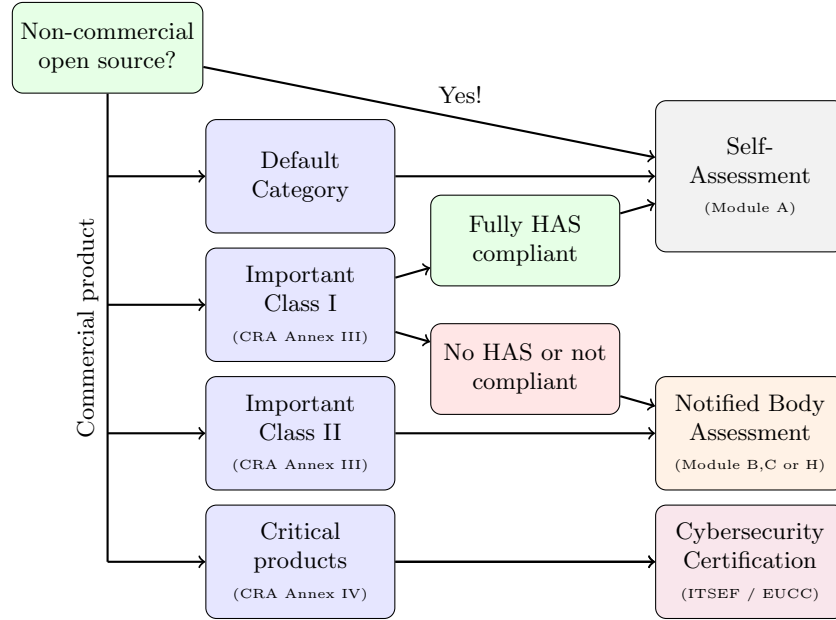 Non-commercial
open source?
Yes!
Commercial product
Default
Category
Self-
Assessment
(Module A)
Fully HAS
compliant
Important
Class I
(CRA Annex III)
No HAS or not
compliant
Important
Class II
(CRA Annex III)
Notified Body
Assessment
(Module B,C or H)
Critical
products
(CRA Annex IV)
Cybersecurity
Certification
(ITSEF / EUCC)